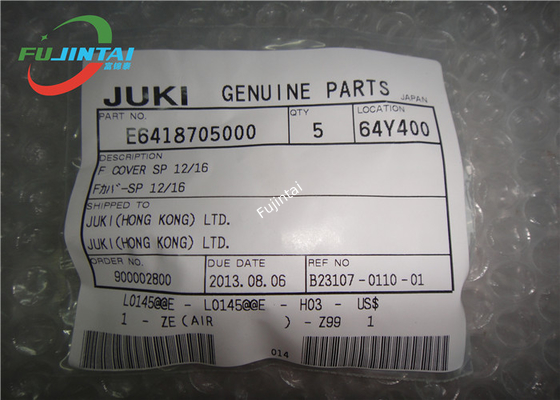 FUJINTAI
富锦泰
JUKI GENUINE PARTS JAPAN
PART NO. QTY LOCATION
E6418705000 5 64Y400
DESCRIPTION
F COVER SP 12/16
Fカバ-SP 12/16
SHIPPED TO
JUKI(HONG KONG) LTD.
JUKI(HONG KONG) LTD.
ORDER NO. DUE DATE REF NO
900002800 2013.08.06 B23107-0110-01
L0145@@E - L0145@@E - H03 - US$
1 - ZE(AIR ) - Z99 1
014
Fujintai